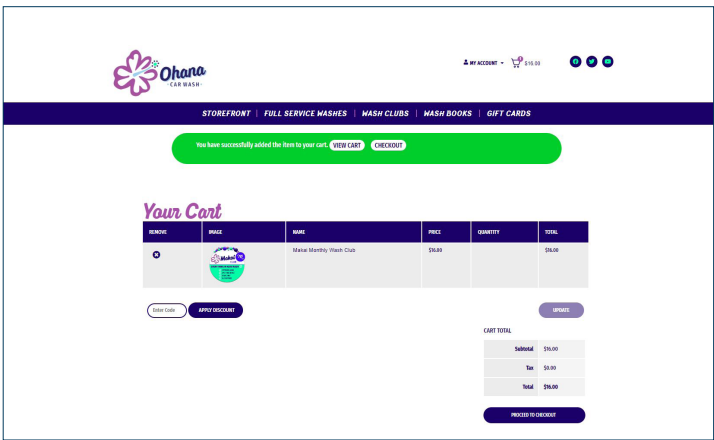 Ohana
·CAR WASH·
MY ACCOUNT
$16.00
STOREFRONT | FULL SERVICE WASHES | WASH CLUBS | WASH BOOKS | GIFT CARDS
You have successfully added the item to your cart. VIEW CART CHECKOUT
Your Cart
REMOVE IMAGE NAME PRICE QUANTITY TOTAL
Makai Monthly Wash Club $16.00 $16.00
Makai
Enter Code APPLY DISCOUNT UPDATE
CART TOTAL
Subtotal $16.00
Tax $0.00
Total $16.00
PROCEED TO CHECKOUT